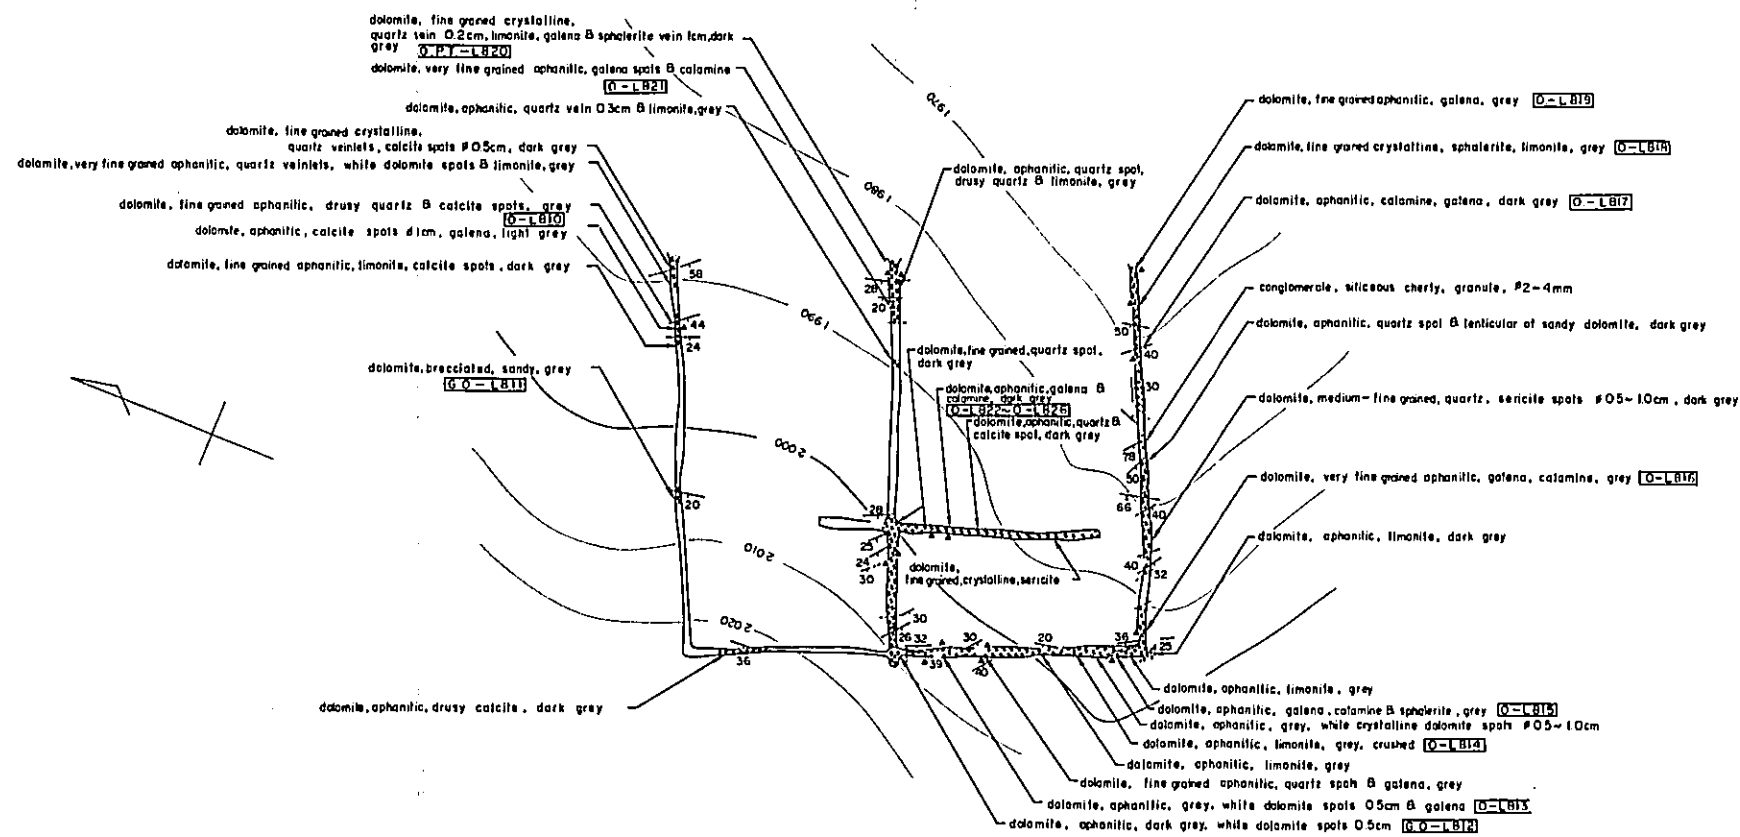 dolomite, fine grained crystalline,
quartz vein 0.2cm, limonite, galena & sphalerite vein 1cm, dark
grey O.P.T-LB20
dolomite, very fine grained aphanitic, galena spots & calamine
O-LB21
dolomite, aphanitic, quartz vein 0.3cm & limonite, grey
dolomite, fine grained crystalline,
quartz veinlets, calcite spots ø0.5cm, dark grey
dolomite, very fine grained aphanitic, quartz veinlets, white dolomite spots & limonite, grey
dolomite, fine grained aphanitic, drusy quartz & calcite spots, grey
O-LB10
dolomite, aphanitic, calcite spots ø1cm, galena, light grey
dolomite, fine grained aphanitic, limonite, calcite spots, dark grey
dolomite, brecciated, sandy, grey
G.O-LB11
dolomite, aphanitic, drusy calcite, dark grey
dolomite, aphanitic, quartz spot,
drusy quartz & limonite, grey
dolomite, fine grained, quartz spot,
dark grey
dolomite, aphanitic, galena &
calamine, dark grey
O-LB22~O-LB26
dolomite, aphanitic, quartz &
calcite spot, dark grey
dolomite,
fine grained, crystalline, sericite
dolomite, fine grained aphanitic, galena, grey O-LB19
dolomite, fine grained crystalline, sphalerite, limonite, grey O-LB18
dolomite, aphanitic, calamine, galena, dark grey O-LB17
conglomerate, siliceous cherty, granule, ø2-4mm
dolomite, aphanitic, quartz spot & lenticular of sandy dolomite, dark grey
dolomite, medium-fine grained, quartz, sericite spots ø0.5~1.0cm, dark grey
dolomite, very fine grained aphanitic, galena, calamine, grey O-LB16
dolomite, aphanitic, limonite, dark grey
dolomite, aphanitic, limonite, grey
dolomite, aphanitic, galena, calamine & sphalerite, grey O-LB15
dolomite, aphanitic, grey, white crystalline dolomite spots ø0.5~1.0cm
dolomite, aphanitic, limonite, grey, crushed O-LB14
dolomite, aphanitic, limonite, grey
dolomite, fine grained aphanitic, quartz spots & galena, grey
dolomite, aphanitic, grey, white dolomite spots 0.5cm & galena O-LB13
dolomite, aphanitic, dark grey, white dolomite spots 0.5cm G.O-LB12
1970
1980
1990
2000
2010
2020
58
44
24
20
36
28
20
28
25
24
30
30
26
32
39
30
20
36
25
50
40
30
78
50
66
40
40
32